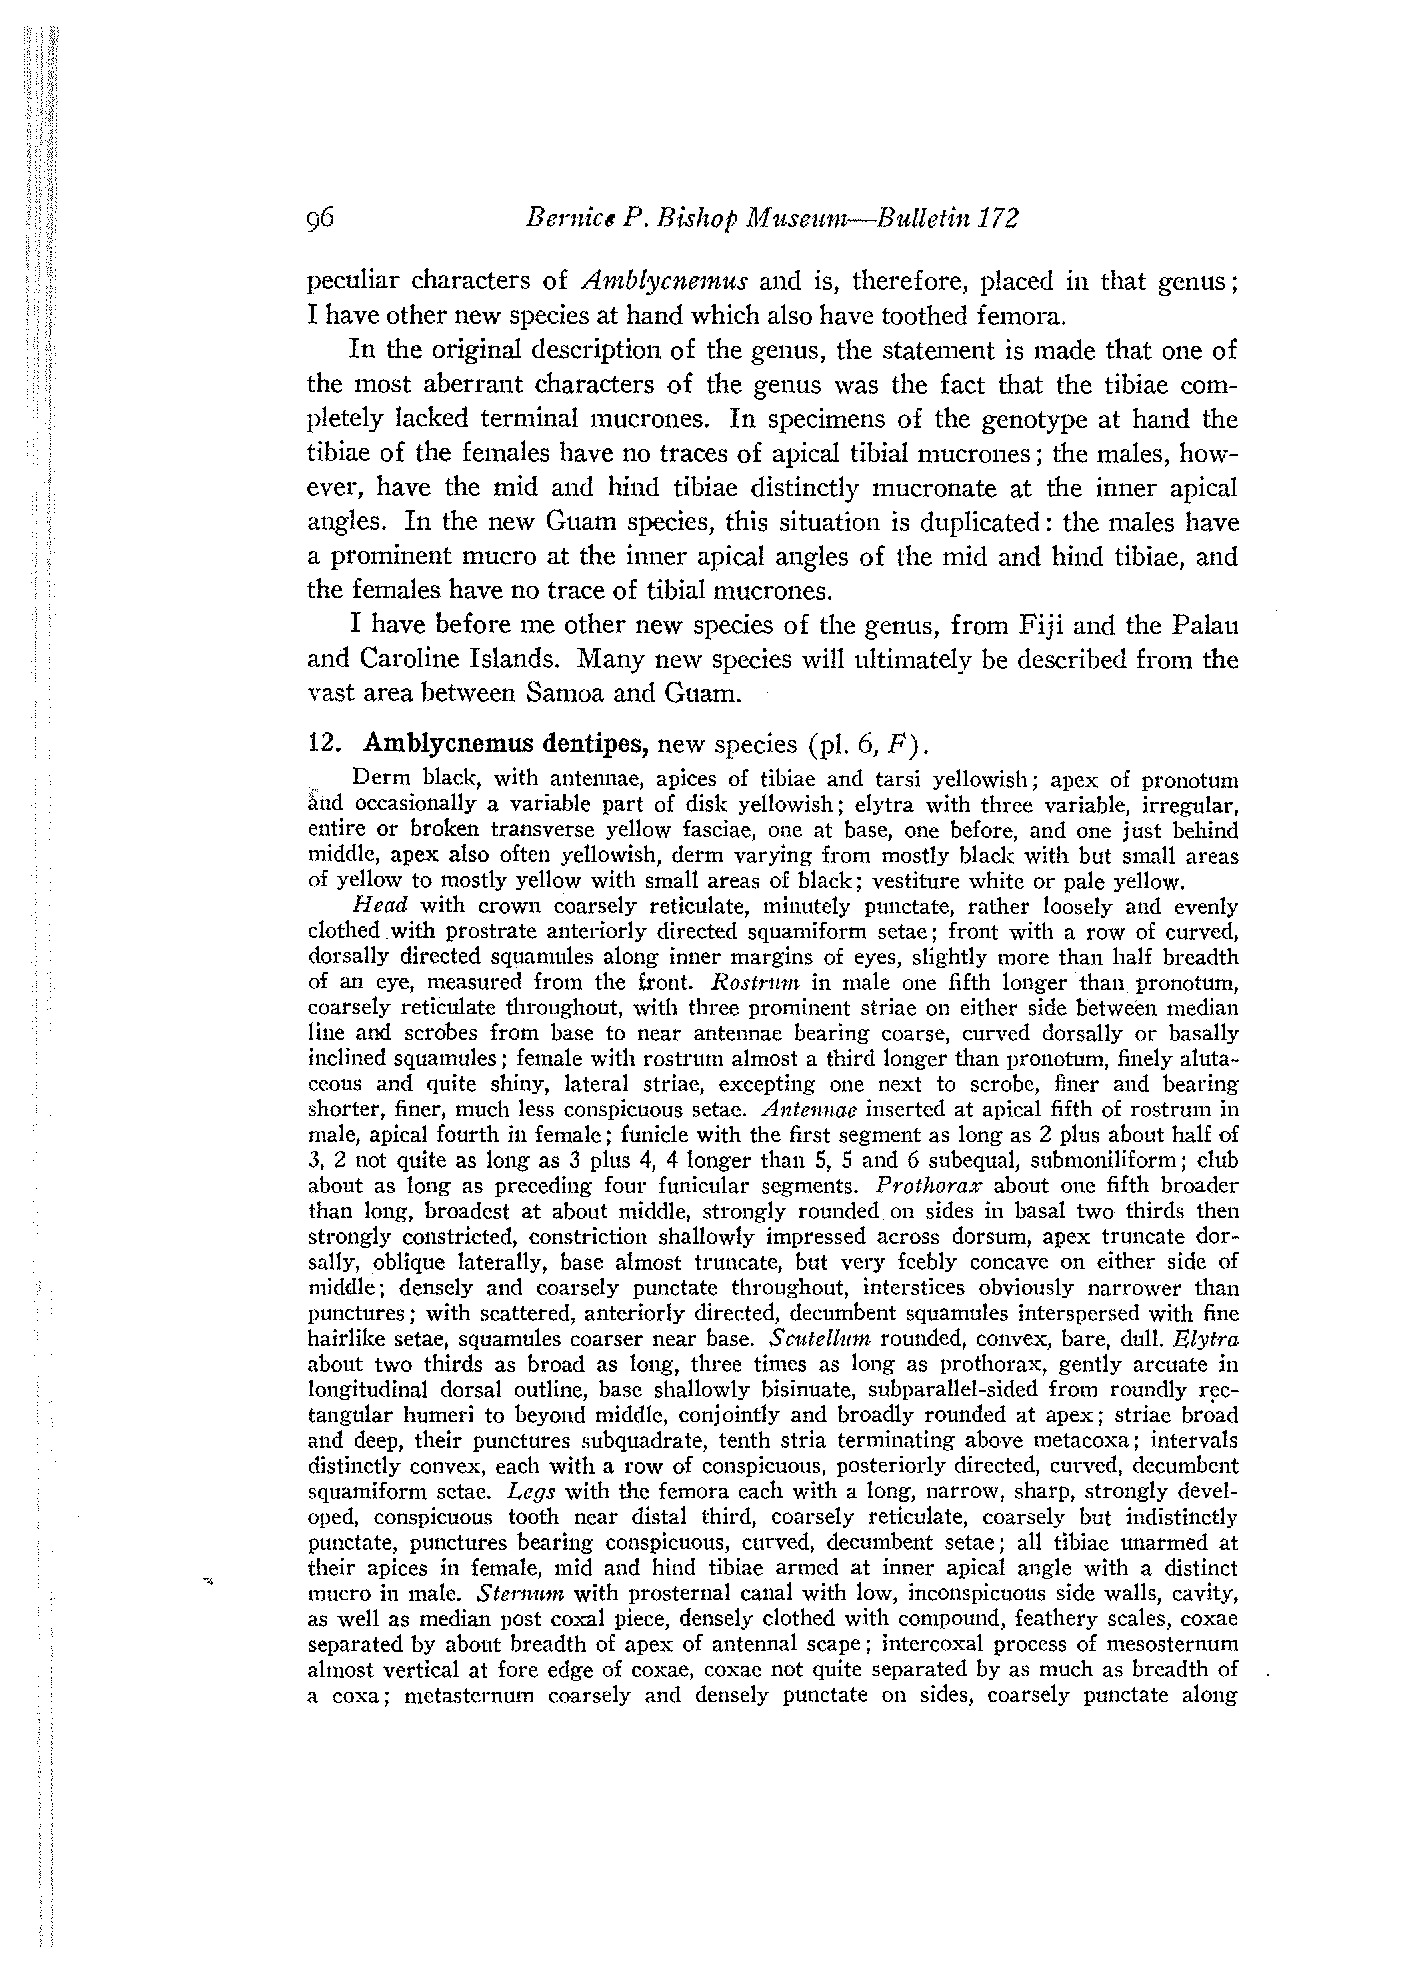 96 Bernice P. Bishop Museum—Bulletin 172
peculiar characters of Amblycnemus and is, therefore, placed in that genus;
I have other new species at hand which also have toothed femora.
In the original description of the genus, the statement is made that one of
the most aberrant characters of the genus was the fact that the tibiae com-
pletely lacked terminal mucrones. In specimens of the genotype at hand the
tibiae of the females have no traces of apical tibial mucrones; the males, how-
ever, have the mid and hind tibiae distinctly mucronate at the inner apical
angles. In the new Guam species, this situation is duplicated: the males have
a prominent mucro at the inner apical angles of the mid and hind tibiae, and
the females have no trace of tibial mucrones.
I have before me other new species of the genus, from Fiji and the Palau
and Caroline Islands. Many new species will ultimately be described from the
vast area between Samoa and Guam.
12. Amblycnemus dentipes, new species (pl. 6, F).
Derm black, with antennae, apices of tibiae and tarsi yellowish; apex of pronotum
and occasionally a variable part of disk yellowish; elytra with three variable, irregular,
entire or broken transverse yellow fasciae, one at base, one before, and one just behind
middle, apex also often yellowish, derm varying from mostly black with but small areas
of yellow to mostly yellow with small areas of black; vestiture white or pale yellow.
Head with crown coarsely reticulate, minutely punctate, rather loosely and evenly
clothed with prostrate anteriorly directed squamiform setae; front with a row of curved,
dorsally directed squamules along inner margins of eyes, slightly more than half breadth
of an eye, measured from the front. Rostrum in male one fifth longer than pronotum,
coarsely reticulate throughout, with three prominent striae on either side between median
line and scrobes from base to near antennae bearing coarse, curved dorsally or basally
inclined squamules; female with rostrum almost a third longer than pronotum, finely aluta-
ceous and quite shiny, lateral striae, excepting one next to scrobe, finer and bearing
shorter, finer, much less conspicuous setae. Antennae inserted at apical fifth of rostrum in
male, apical fourth in female; funicle with the first segment as long as 2 plus about half of
3, 2 not quite as long as 3 plus 4, 4 longer than 5, 5 and 6 subequal, submoniliform; club
about as long as preceding four funicular segments. Prothorax about one fifth broader
than long, broadest at about middle, strongly rounded on sides in basal two thirds then
strongly constricted, constriction shallowly impressed across dorsum, apex truncate dor-
sally, oblique laterally, base almost truncate, but very feebly concave on either side of
middle; densely and coarsely punctate throughout, interstices obviously narrower than
punctures; with scattered, anteriorly directed, decumbent squamules interspersed with fine
hairlike setae, squamules coarser near base. Scutellum rounded, convex, bare, dull. Elytra
about two thirds as broad as long, three times as long as prothorax, gently arcuate in
longitudinal dorsal outline, base shallowly bisinuate, subparallel-sided from roundly rec-
tangular humeri to beyond middle, conjointly and broadly rounded at apex; striae broad
and deep, their punctures subquadrate, tenth stria terminating above metacoxa; intervals
distinctly convex, each with a row of conspicuous, posteriorly directed, curved, decumbent
squamiform setae. Legs with the femora each with a long, narrow, sharp, strongly devel-
oped, conspicuous tooth near distal third, coarsely reticulate, coarsely but indistinctly
punctate, punctures bearing conspicuous, curved, decumbent setae; all tibiae unarmed at
their apices in female, mid and hind tibiae armed at inner apical angle with a distinct
mucro in male. Sternum with prosternal canal with low, inconspicuous side walls, cavity,
as well as median post coxal piece, densely clothed with compound, feathery scales, coxae
separated by about breadth of apex of antennal scape; intercoxal process of mesosternum
almost vertical at fore edge of coxae, coxae not quite separated by as much as breadth of
a coxa; metasternum coarsely and densely punctate on sides, coarsely punctate along